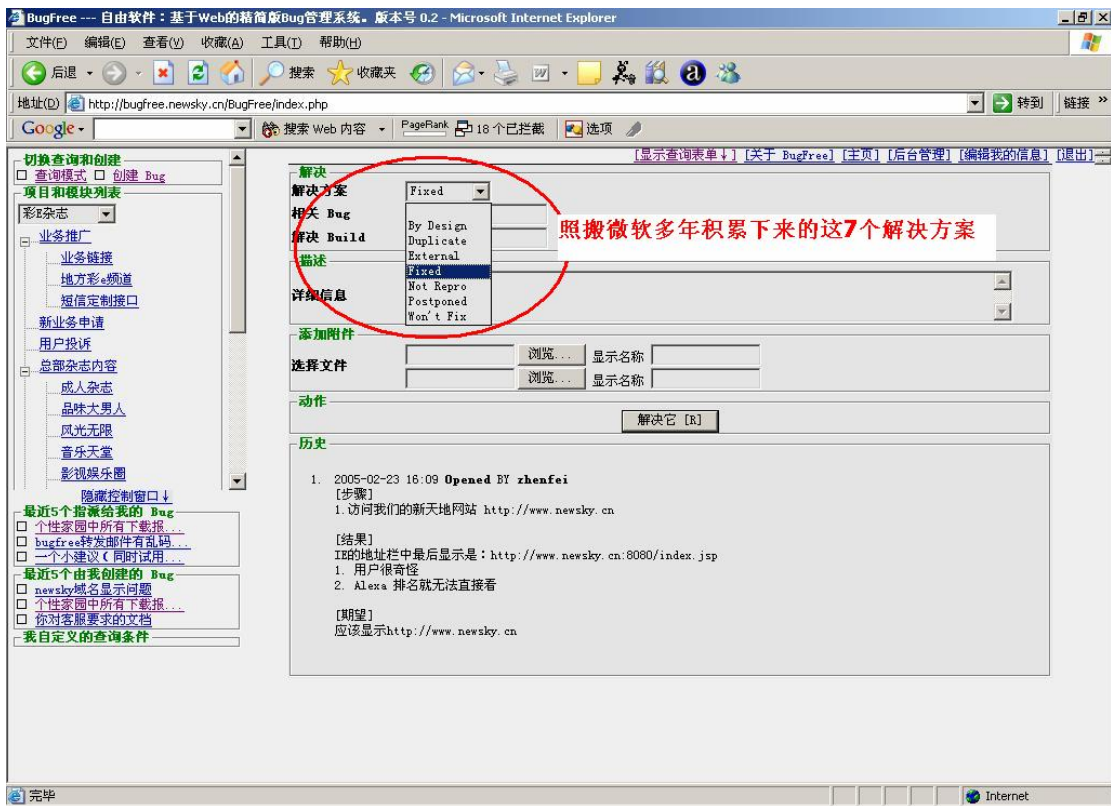 BugFree --- 自由软件：基于Web的精简版Bug管理系统。版本号 0.2 - Microsoft Internet Explorer
文件(F) 编辑(E) 查看(V) 收藏(A) 工具(T) 帮助(H)
后退 搜索 收藏夹
地址(D) http://bugfree.newsky.cn/BugFree/index.php 转到 链接 »
Google 搜索 Web 内容 PageRank 18 个已拦截 选项
[显示查询表单↓] [关于 BugFree] [主页] [后台管理] [编辑我的信息] [退出]
切换查询和创建
查询模式 创建 Bug
项目和模块列表
彩E杂志
业务推广
业务链接
地方彩e频道
短信定制接口
新业务申请
用户投诉
总部杂志内容
成人杂志
品味大男人
风光无限
音乐天堂
影视娱乐圈
隐藏控制窗口↓
最近5个指派给我的 Bug
个性家园中所有下载报...
bugfree转发邮件有乱码...
一个小建议(同时试用...
最近5个由我创建的 Bug
newsky域名显示问题
个性家园中所有下载报...
你对客服要求的文档
我自定义的查询条件
解决
解决方案 Fixed
相关 Bug
解决 Build
By Design
Duplicate
External
Fixed
Not Repro
Postponed
Won't Fix
照搬微软多年积累下来的这7个解决方案
描述
详细信息
添加附件
选择文件 浏览... 显示名称
浏览... 显示名称
动作
解决它 [R]
历史
1. 2005-02-23 16:09 Opened BY zhenfei
[步骤]
1.访问我们的新天地网站 http://www.newsky.cn
[结果]
IE的地址栏中最后显示是：http://www.newsky.cn:8080/index.jsp
1. 用户很奇怪
2. Alexa 排名就无法直接看
[期望]
应该显示http://www.newsky.cn
完毕 Internet